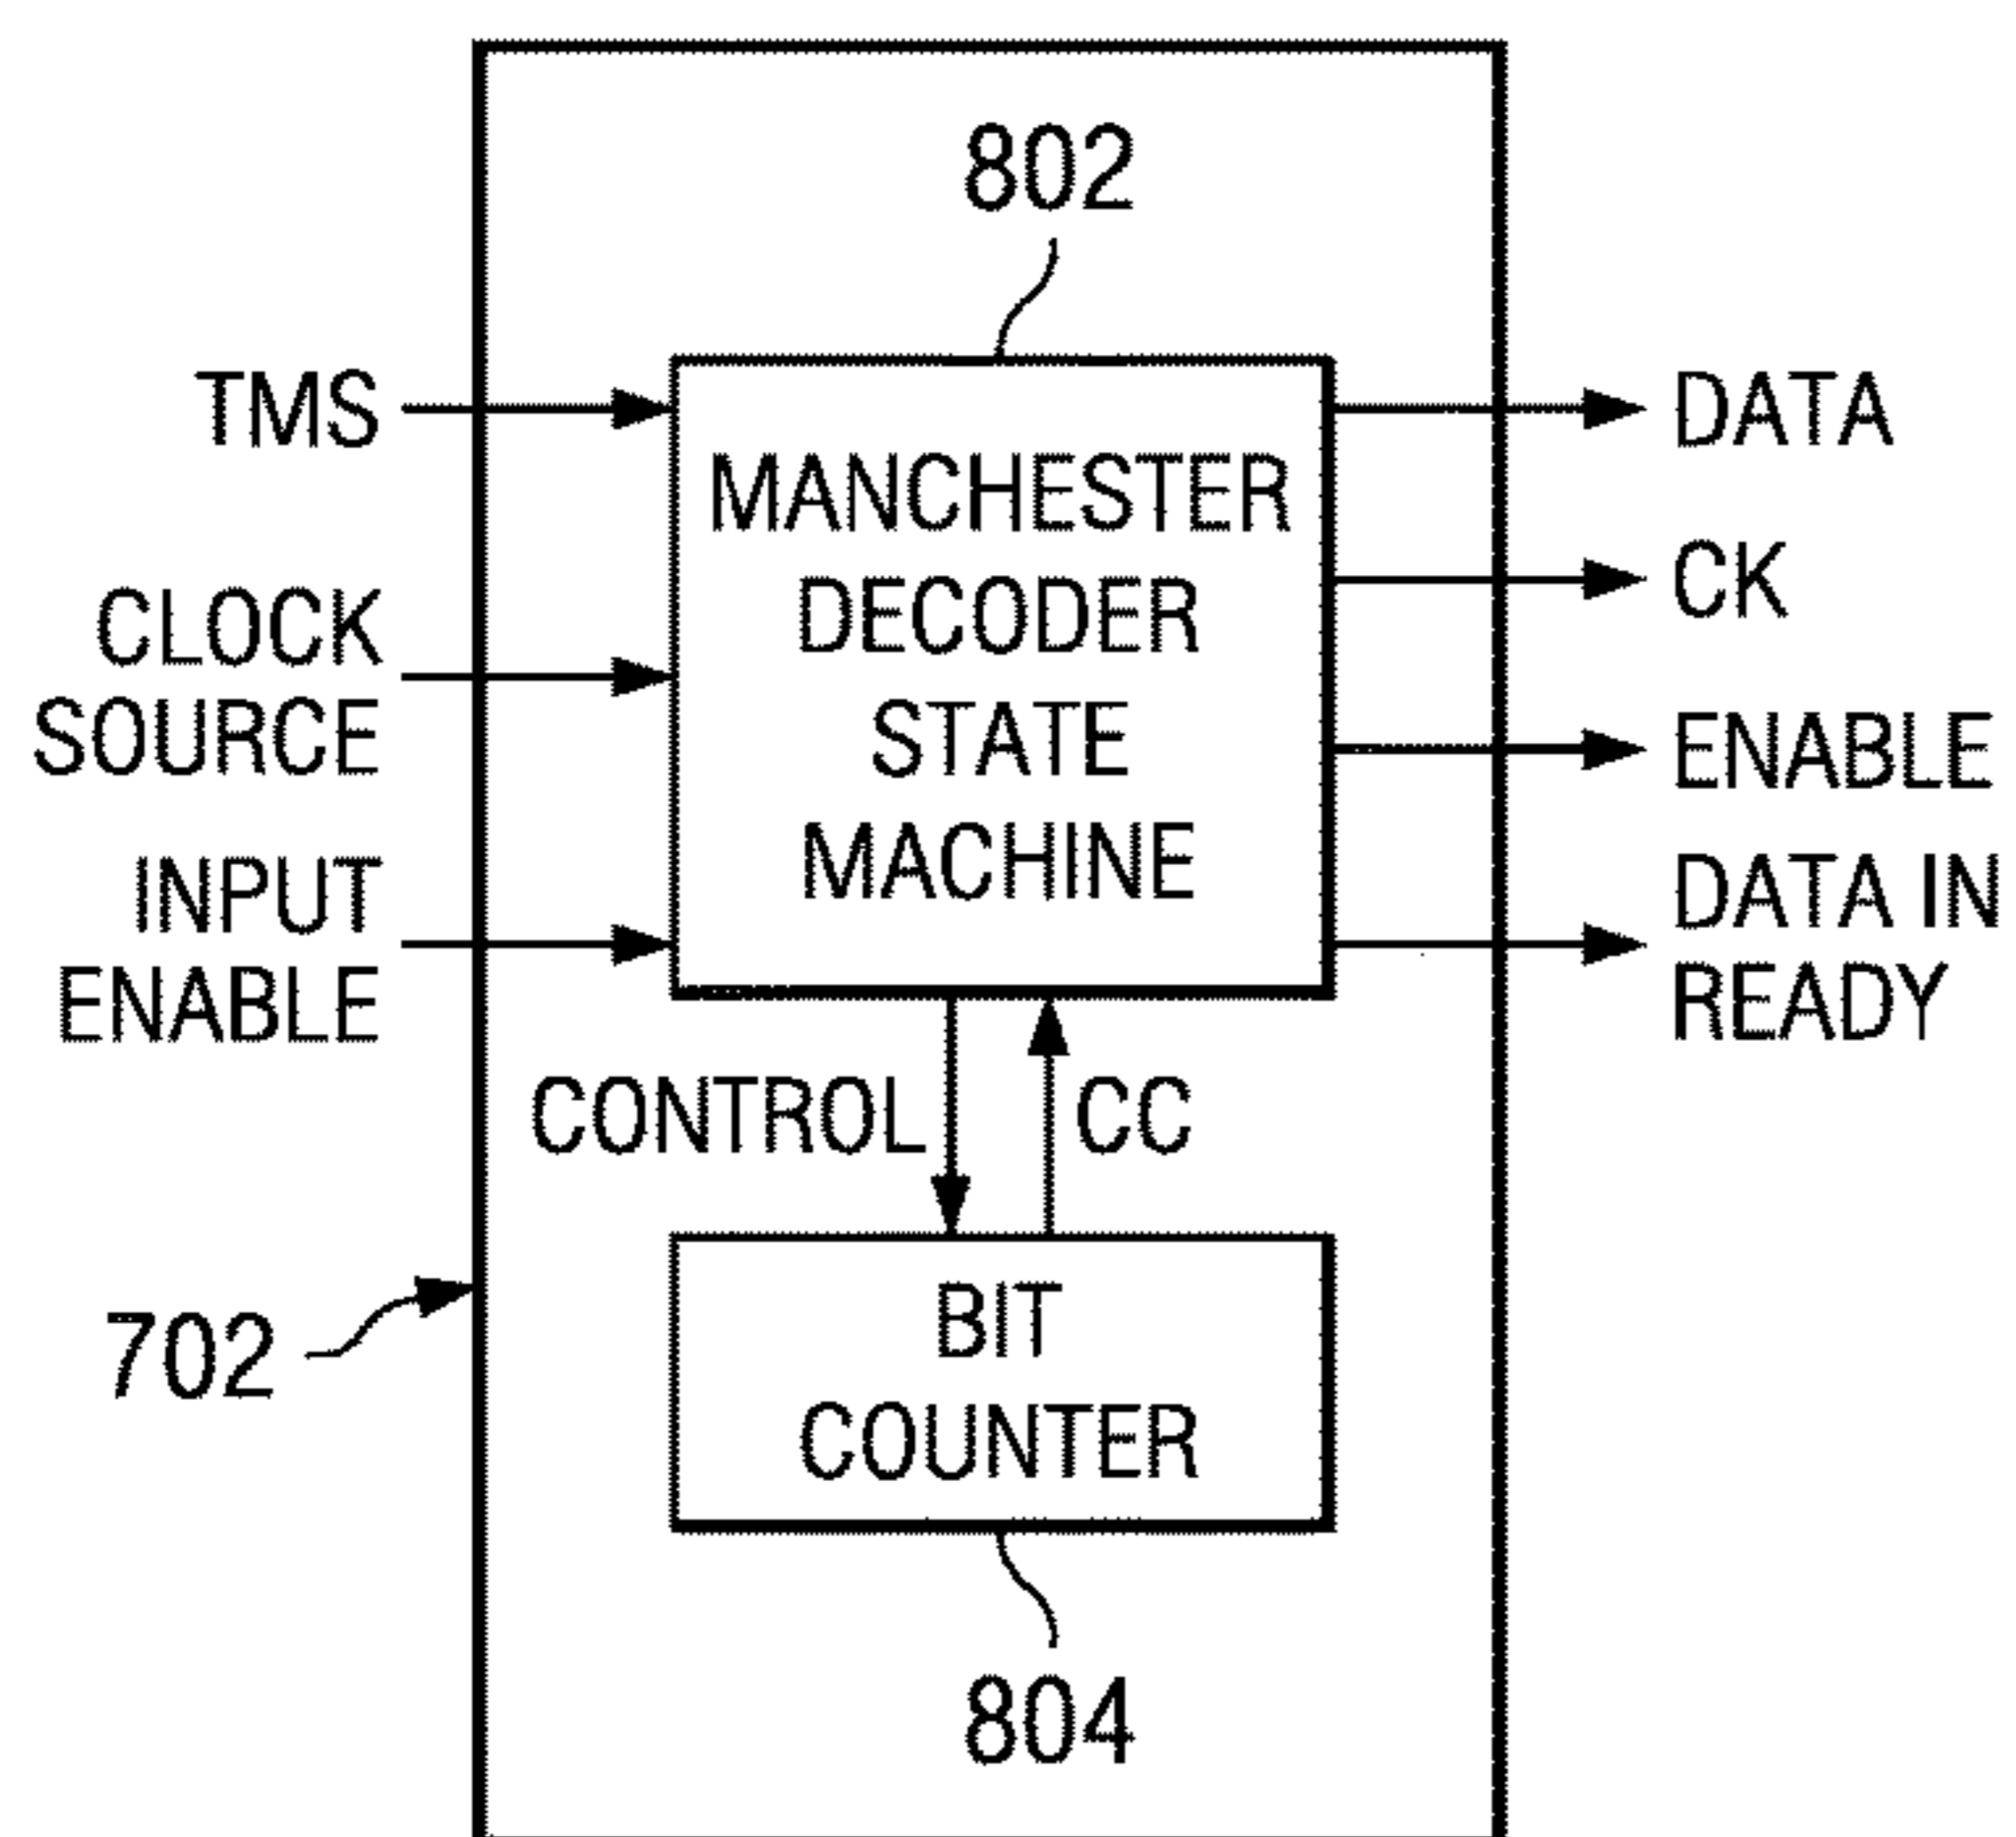 802
TMS
CLOCK
SOURCE
INPUT
ENABLE
MANCHESTER
DECODER
STATE
MACHINE
DATA
CK
ENABLE
DATA IN
READY
CONTROL
CC
BIT
COUNTER
702
804